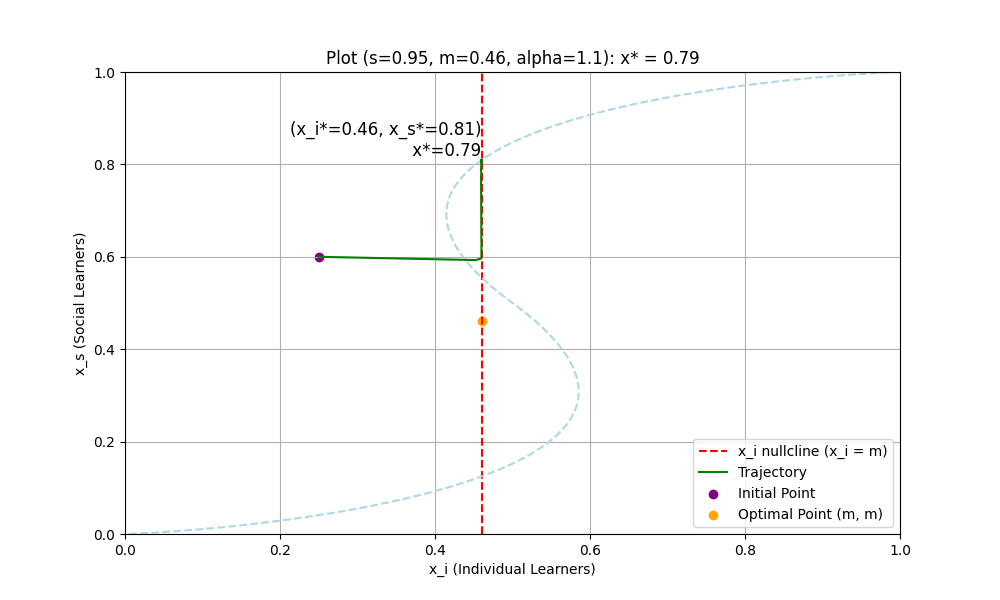 Plot (s=0.95, m=0.46, alpha=1.1): x* = 0.79
1.0
(x_i*=0.46, x_s*=0.81)
x*=0.79
0.8
0.6
x_s (Social Learners)
0.4
0.2
0.0
x_i nullcline (x_i = m)
Trajectory
Initial Point
Optimal Point (m, m)
0.0 0.2 0.4 0.6 0.8 1.0
x_i (Individual Learners)